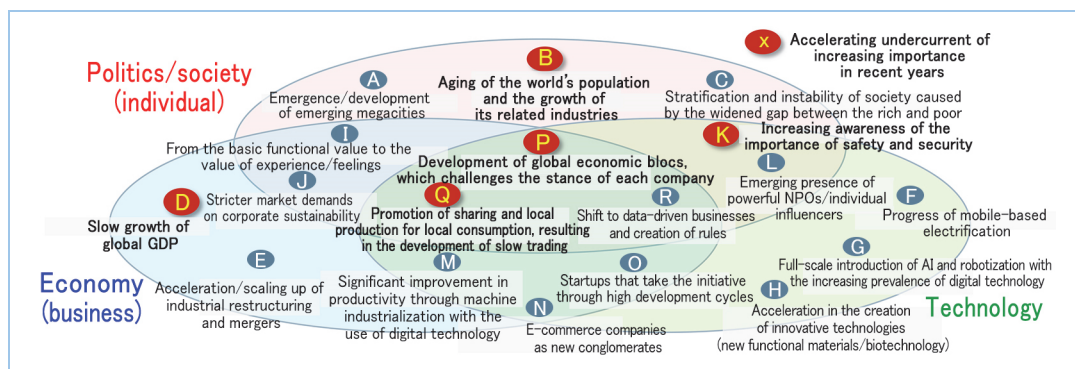 x
Accelerating undercurrent of
increasing importance
in recent years
Politics/society
(individual)
A
Emergence/development
of emerging megacities
B
Aging of the world's population
and the growth of
its related industries
C
Stratification and instability of society caused
by the widened gap between the rich and poor
I
From the basic functional value to the
value of experience/feelings
P
Development of global economic blocs,
which challenges the stance of each company
K
Increasing awareness of the
importance of safety and security
J
Stricter market demands
on corporate sustainability
Q
Promotion of sharing and local
production for local consumption, resulting
in the development of slow trading
R
Shift to data-driven businesses
and creation of rules
L
Emerging presence of
powerful NPOs/individual
influencers
F
Progress of mobile-based
electrification
D
Slow growth of
global GDP
Economy
(business)
E
Acceleration/scaling up of
industrial restructuring
and mergers
M
Significant improvement in
productivity through machine
industrialization with the
use of digital technology
O
Startups that take the initiative
through high development cycles
G
Full-scale introduction of AI and robotization with
the increasing prevalence of digital technology
N
E-commerce companies
as new conglomerates
H
Acceleration in the creation
of innovative technologies
(new functional materials/biotechnology)
Technology